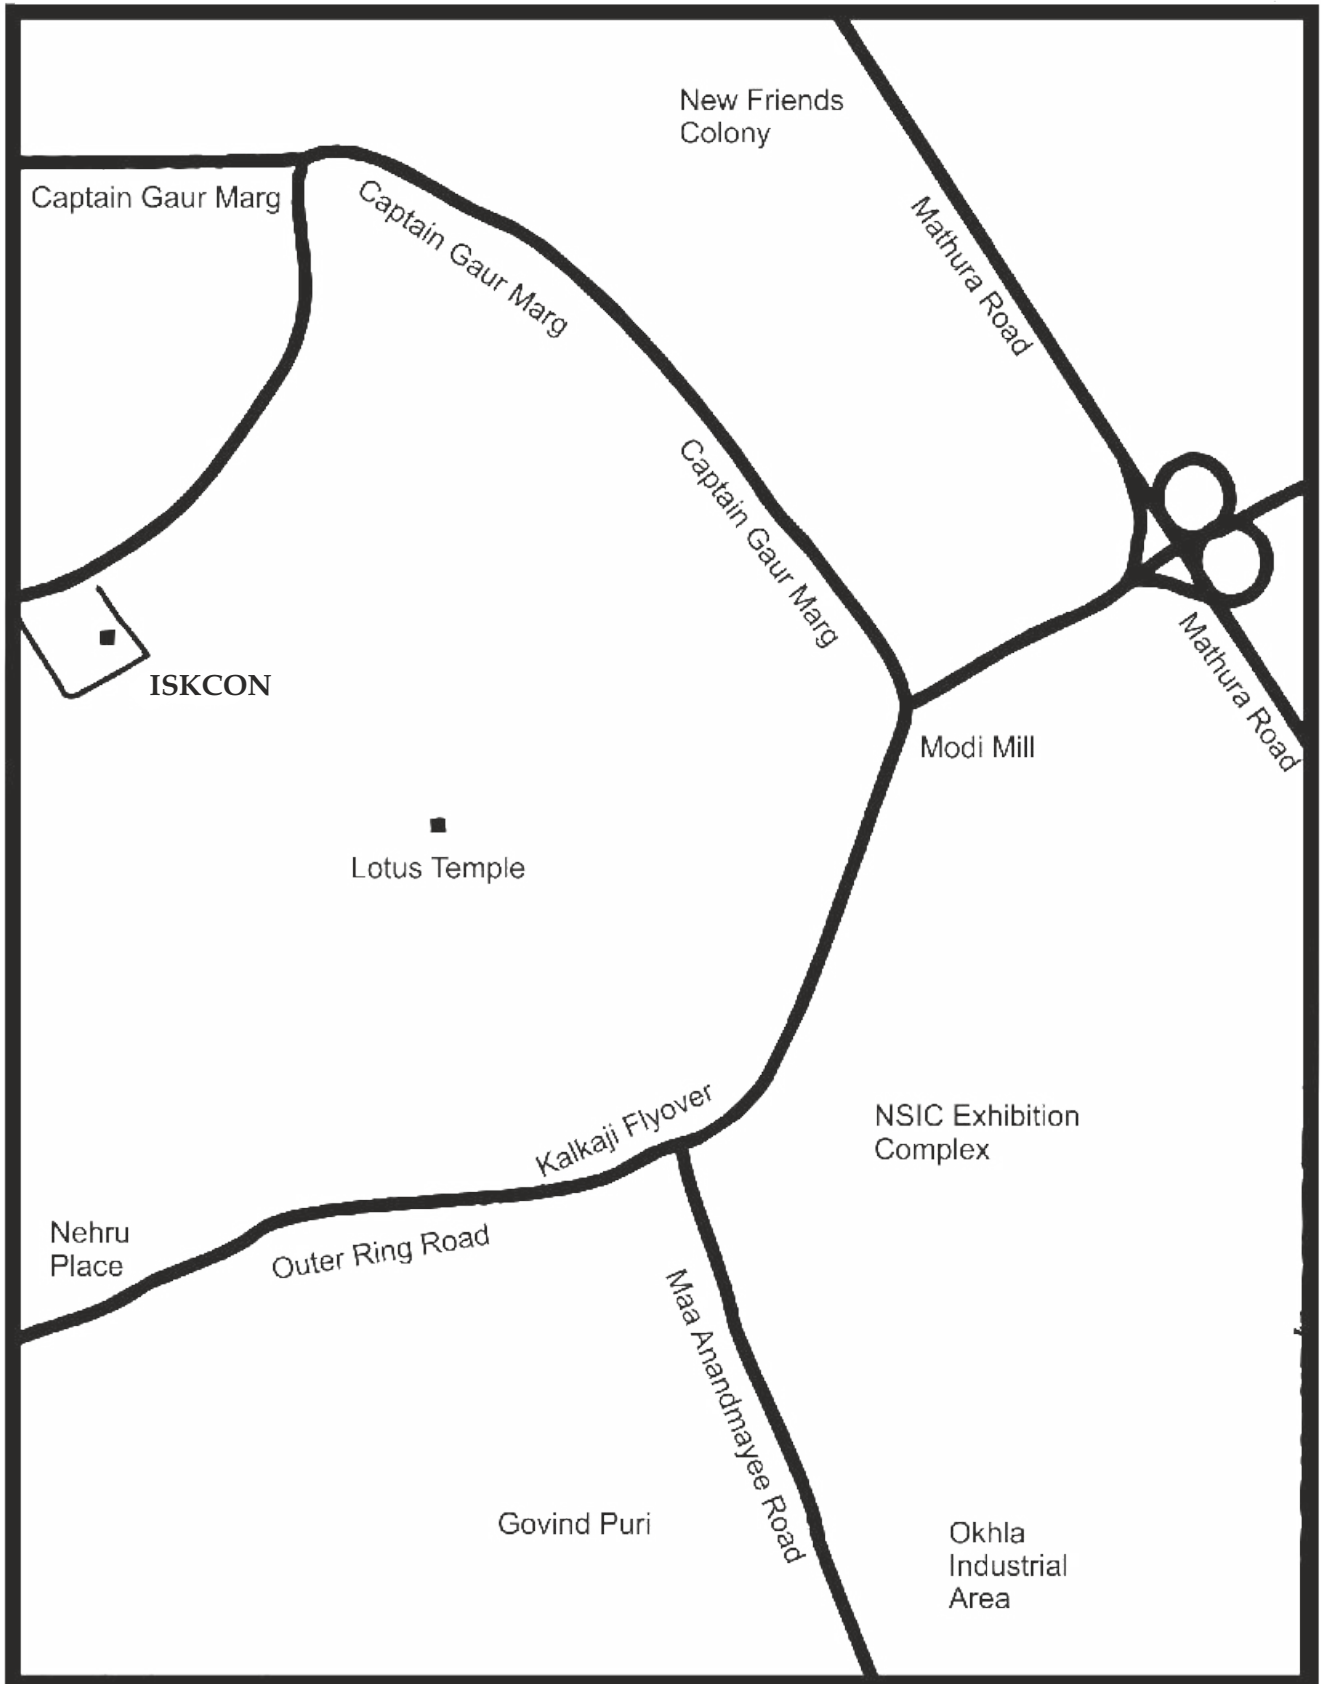 New Friends
Colony
Captain Gaur Marg
Captain Gaur Marg
Mathura Road
Captain Gaur Marg
Mathura Road
ISKCON
Modi Mill
Lotus Temple
Kalkaji Flyover
NSIC Exhibition
Complex
Nehru
Place
Outer Ring Road
Maa Anandmayee Road
Govind Puri
Okhla
Industrial
Area